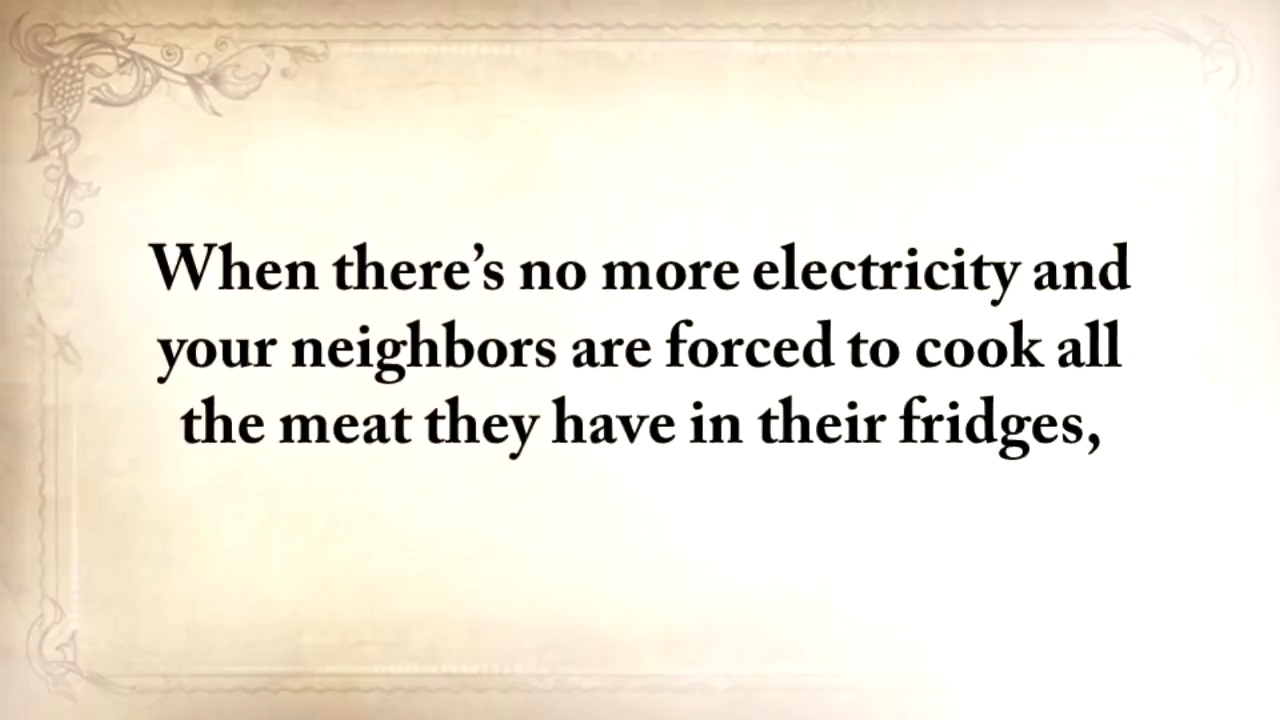 When there’s no more electricity and
your neighbors are forced to cook all
the meat they have in their fridges,